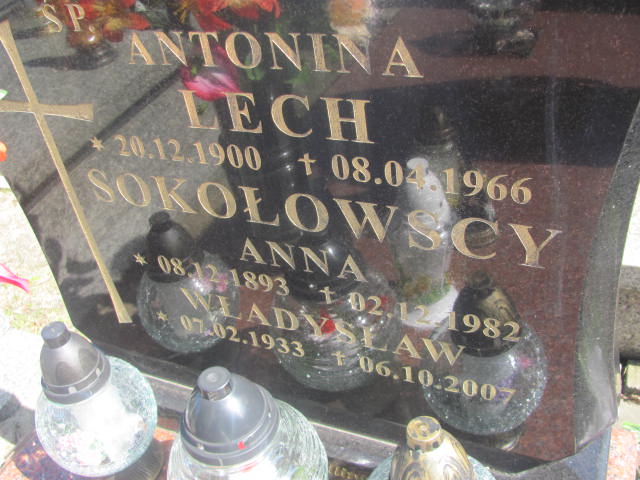 ŚP
ANTONINA
LECH
* 20.12.1900 † 08.04.1966
SOKOŁOWSCY
ANNA
* 08.12.1893 † 02.12.1982
WŁADYSŁAW
* 07.02.1933 † 06.10.2007